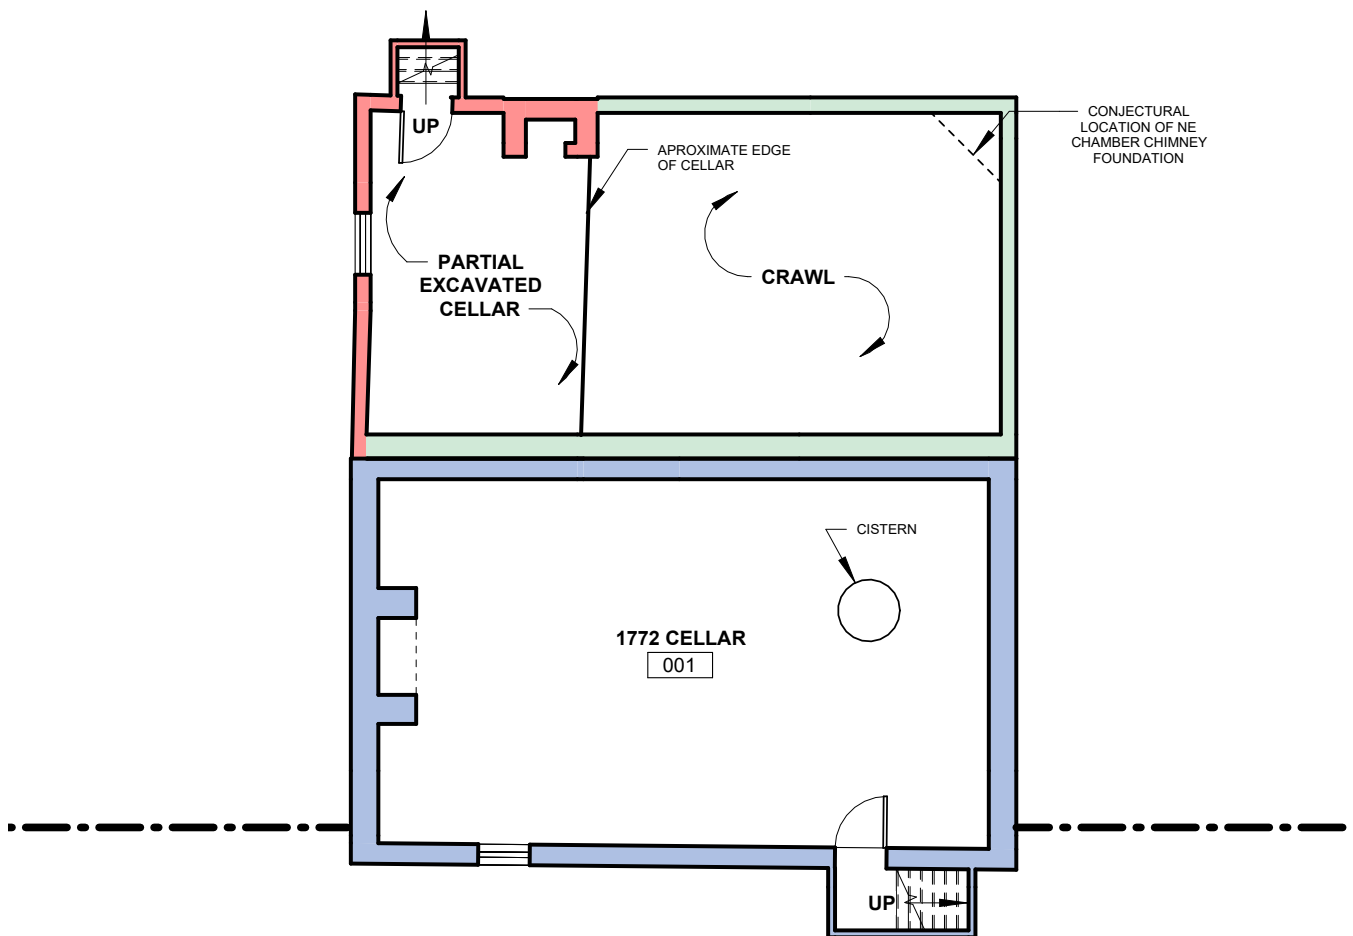 UP
CONJECTURAL
LOCATION OF NE
CHAMBER CHIMNEY
FOUNDATION
APROXIMATE EDGE
OF CELLAR
PARTIAL
EXCAVATED
CELLAR
CRAWL
CISTERN
1772 CELLAR
001
UP